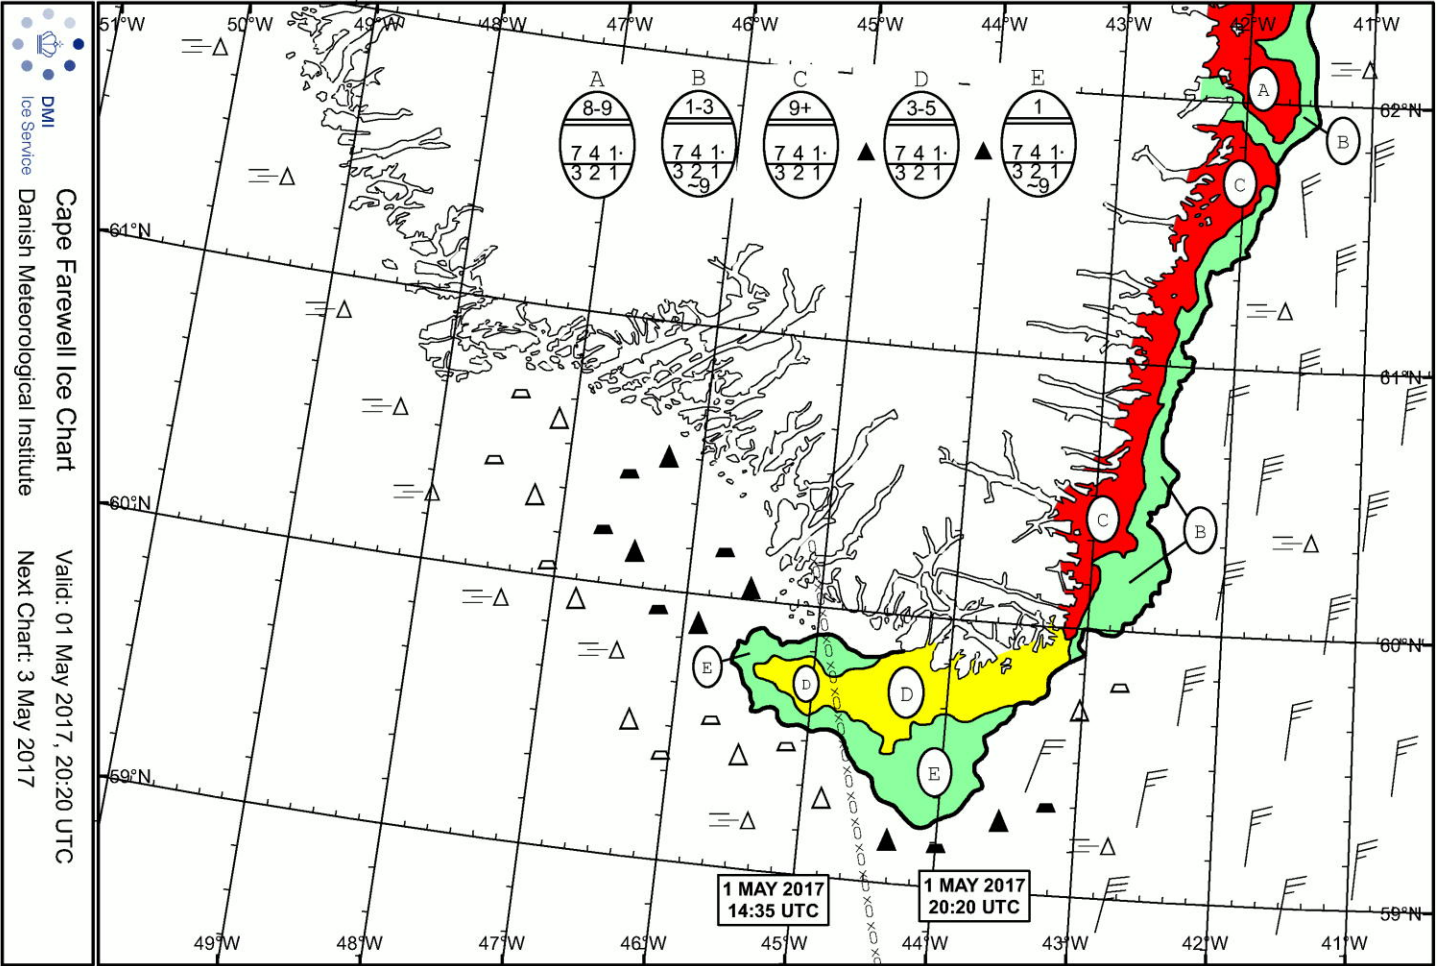 DMI
Ice Service
Cape Farewell Ice Chart
Danish Meteorological Institute
Valid: 01 May 2017, 20:20 UTC
Next Chart: 3 May 2017
51°W 50°W 49°W 48°W 47°W 46°W 45°W 44°W 43°W 42°W 41°W
A B C D E
8-9 1-3 9+ 3-5 1
7 4 1· 7 4 1· 7 4 1· 7 4 1· 7 4 1·
3 2 1 3 2 1 3 2 1 3 2 1 3 2 1
~9 ~9
A
62°N
B
C
61°N
61°N
60°N
C
B
60°N
E
D
D
E
59°N
1 MAY 2017
14:35 UTC
1 MAY 2017
20:20 UTC
59°N
49°W 48°W 47°W 46°W 45°W 44°W 43°W 42°W 41°W